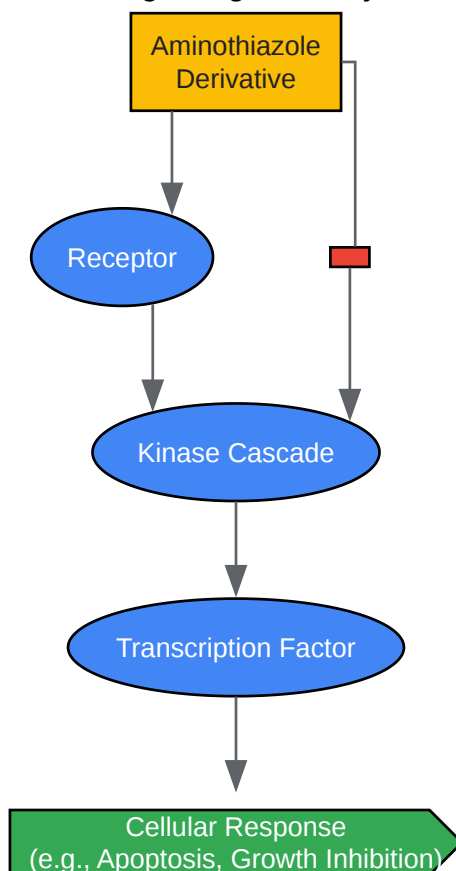 Aminothiazole
Derivative
Receptor
Kinase Cascade
Transcription Factor
Cellular Response
(e.g., Apoptosis, Growth Inhibition)